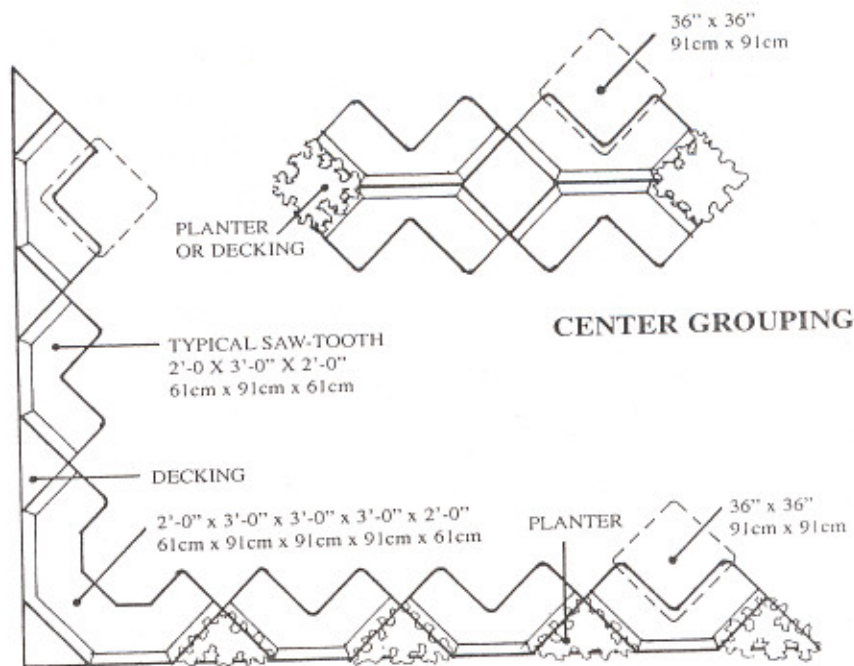 36" x 36"
91cm x 91cm
PLANTER
OR DECKING
CENTER GROUPING
TYPICAL SAW-TOOTH
2'-0 X 3'-0" X 2'-0"
61cm x 91cm x 61cm
DECKING
2'-0" x 3'-0" x 3'-0" x 3'-0" x 2'-0"
61cm x 91cm x 91cm x 91cm x 61cm
PLANTER
36" x 36"
91cm x 91cm